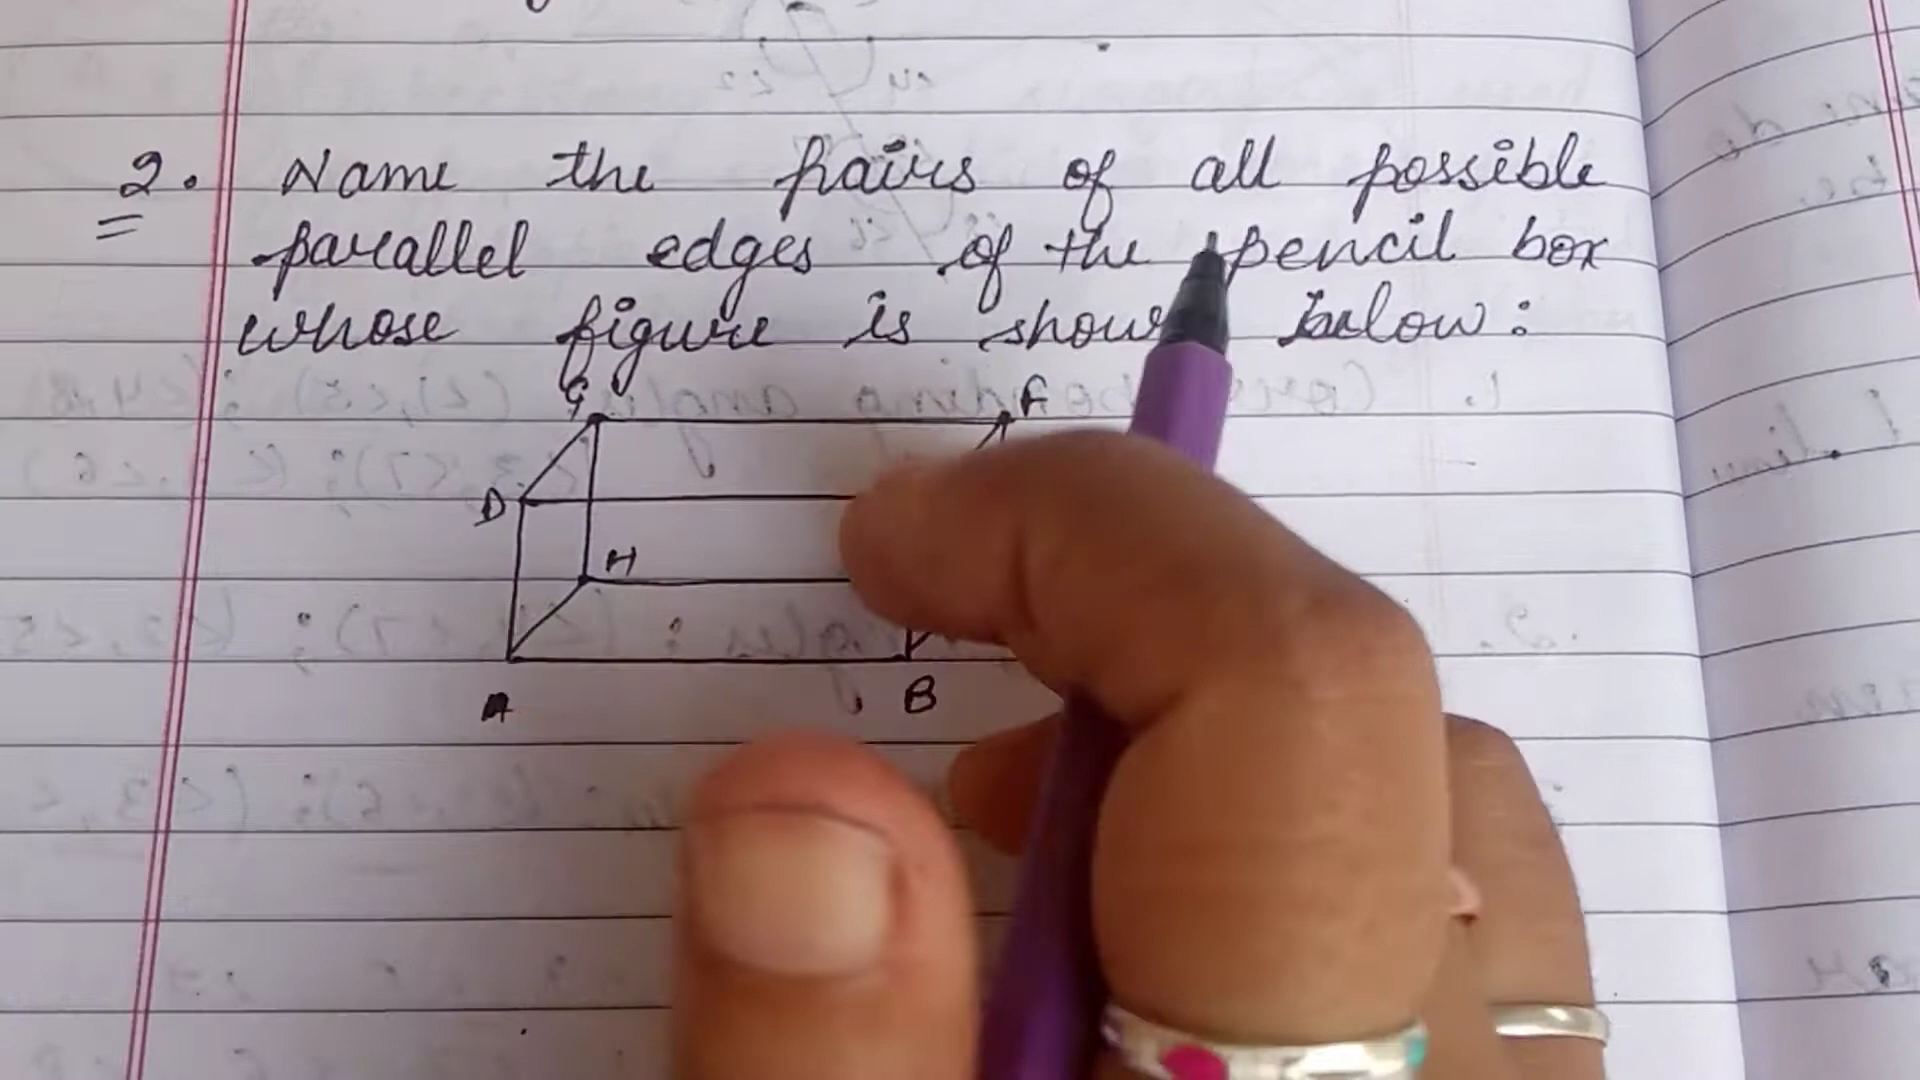 2. Name the pairs of all possible
parallel edges of the pencil box
whose figure is shown below:
G F
D
H
A B